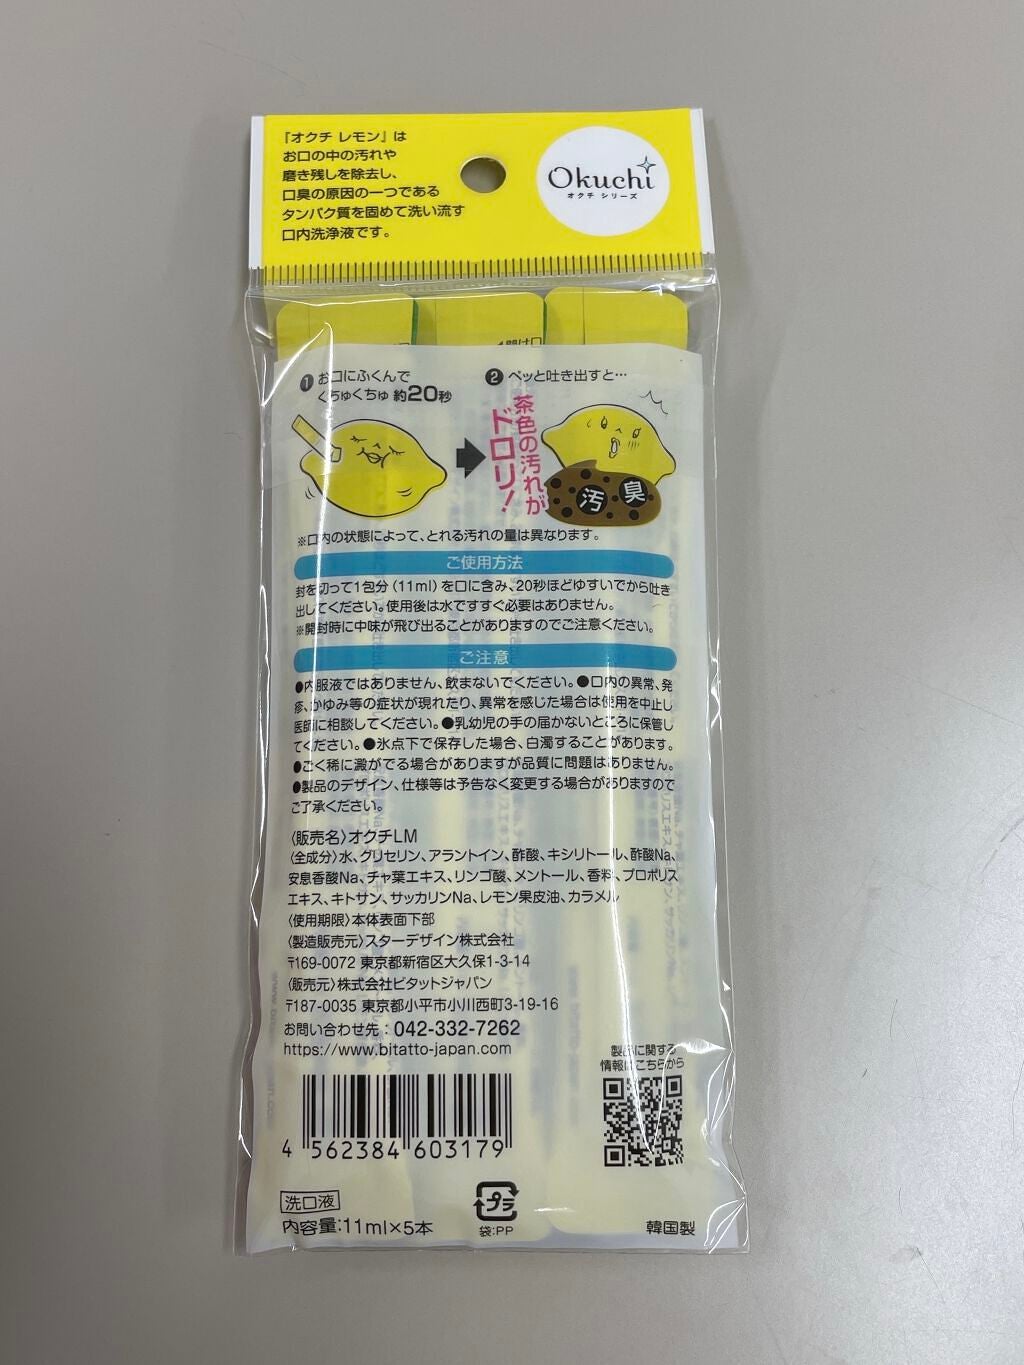 『オクチ レモン』は
お口の中の汚れや
磨き残しを除去し、
口臭の原因の一つである
タンパク質を固めて洗い流す
口内洗浄液です。
Okuchi
オクチ シリーズ
1 お口にふくんで
くちゅくちゅ 約20秒
2 ペッと吐き出すと…
茶色の汚れが
ドロリ!
汚 臭
※口内の状態によって、とれる汚れの量は異なります。
ご使用方法
封を切って1包分(11ml)を口に含み、20秒ほどゆすいでから吐き
出してください。使用後は水ですすぐ必要はありません。
※開封時に中味が飛び出ることがありますのでご注意ください。
ご注意
●内服液ではありません、飲まないでください。●口内の異常、発
疹、かゆみ等の症状が現れたり、異常を感じた場合は使用を中止し
医師に相談してください。●乳幼児の手の届かないところに保管し
てください。●氷点下で保存した場合、白濁することがあります。
●ごく稀に澱がでる場合がありますが品質に問題はありません。
●製品のデザイン、仕様等は予告なく変更する場合がありますので
ご了承ください。
〈販売名〉オクチLM
〈全成分〉水、グリセリン、アラントイン、酢酸、キシリトール、酢酸Na、
安息香酸Na、チャ葉エキス、リンゴ酸、メントール、香料、プロポリス
エキス、キトサン、サッカリンNa、レモン果皮油、カラメル
〈使用期限〉本体表面下部
〈製造販売元〉スターデザイン株式会社
〒169-0072 東京都新宿区大久保1-3-14
〈販売元〉株式会社ビタットジャパン
〒187-0035 東京都小平市小川西町3-19-16
お問い合わせ先：042-332-7262
https://www.bitatto-japan.com
製品に関する
情報はこちらから
4 562384 603179
洗口液
内容量:11ml×5本
プラ
袋:PP
韓国製